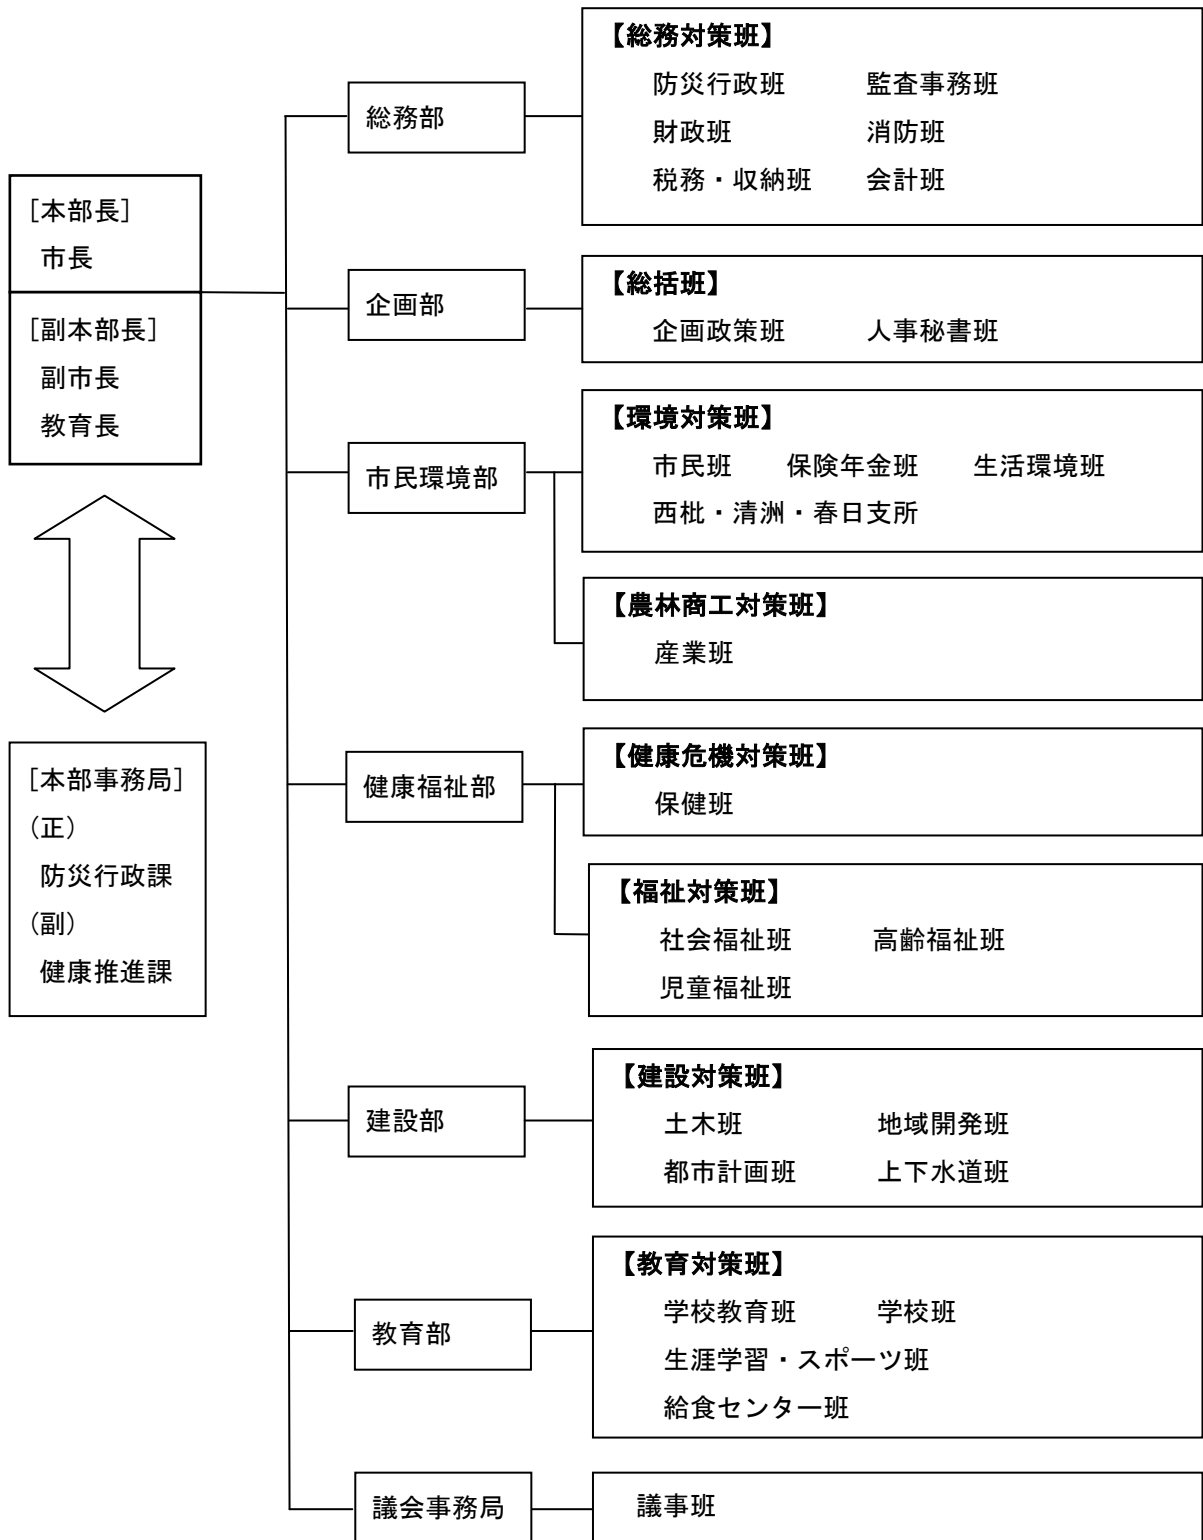 [本部長]
市長
[副本部長]
副市長
教育長
[本部事務局]
(正)
防災行政課
(副)
健康推進課
総務部
【総務対策班】
防災行政班 監査事務班
財政班 消防班
税務・収納班 会計班
企画部
【総括班】
企画政策班 人事秘書班
市民環境部
【環境対策班】
市民班 保険年金班 生活環境班
西枇・清洲・春日支所
【農林商工対策班】
産業班
健康福祉部
【健康危機対策班】
保健班
【福祉対策班】
社会福祉班 高齢福祉班
児童福祉班
建設部
【建設対策班】
土木班 地域開発班
都市計画班 上下水道班
教育部
【教育対策班】
学校教育班 学校班
生涯学習・スポーツ班
給食センター班
議会事務局
議事班